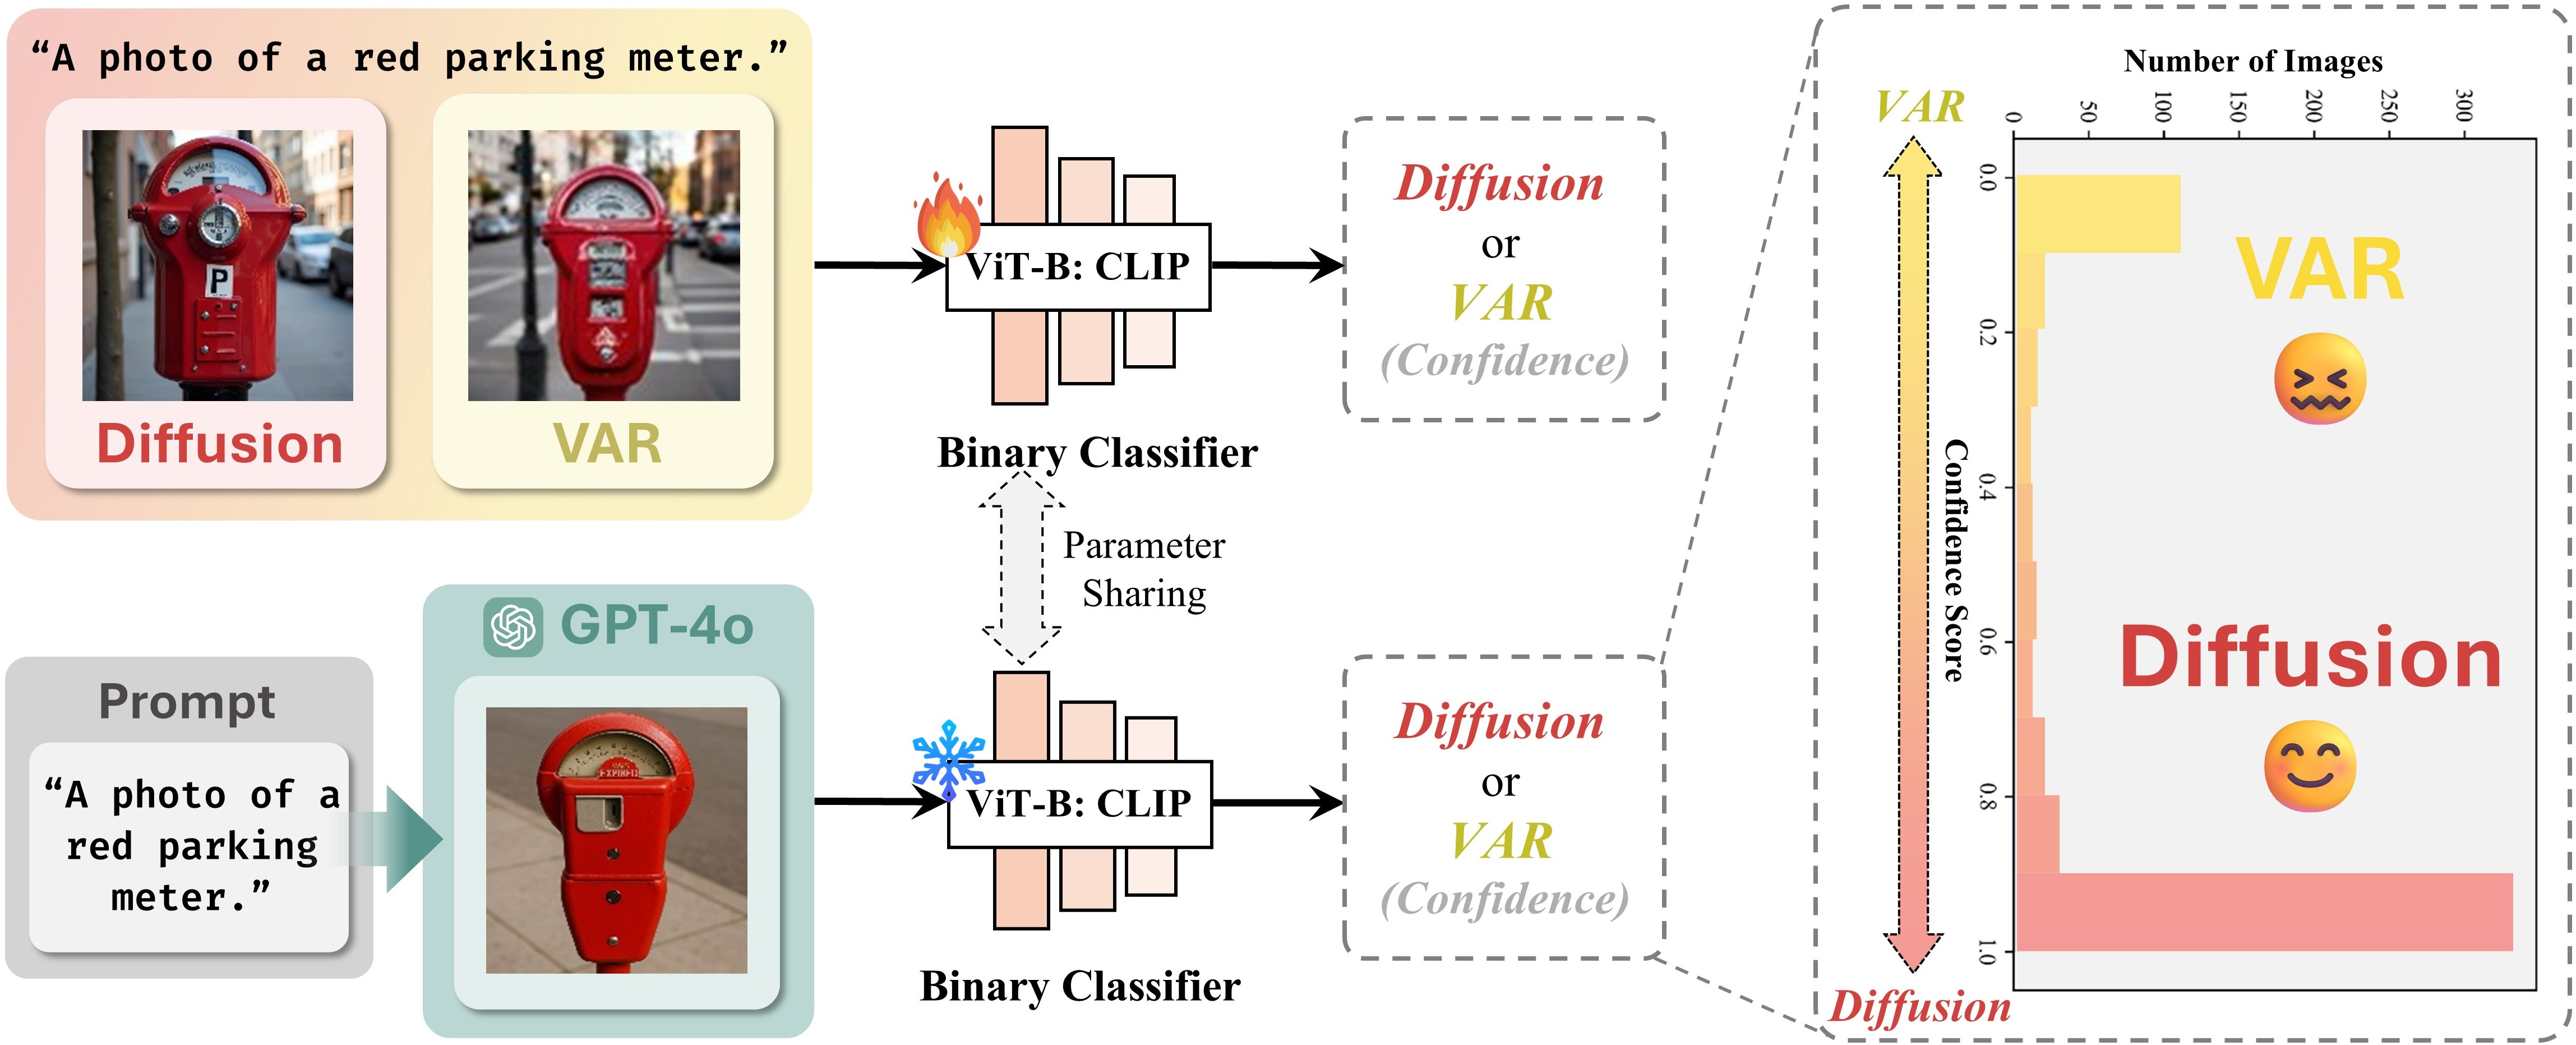 “A photo of a red parking meter.”
P
Diffusion
VAR
ViT-B: CLIP
Binary Classifier
Diffusion
or
VAR
(Confidence)
Parameter
Sharing
Prompt
“A photo of a
red parking
meter.”
GPT-4o
EXPIRED
ViT-B: CLIP
Binary Classifier
Diffusion
or
VAR
(Confidence)
Number of Images
0
50
100
150
200
250
300
VAR
Confidence Score
Diffusion
0.0
0.2
0.4
0.6
0.8
1.0
VAR
Diffusion